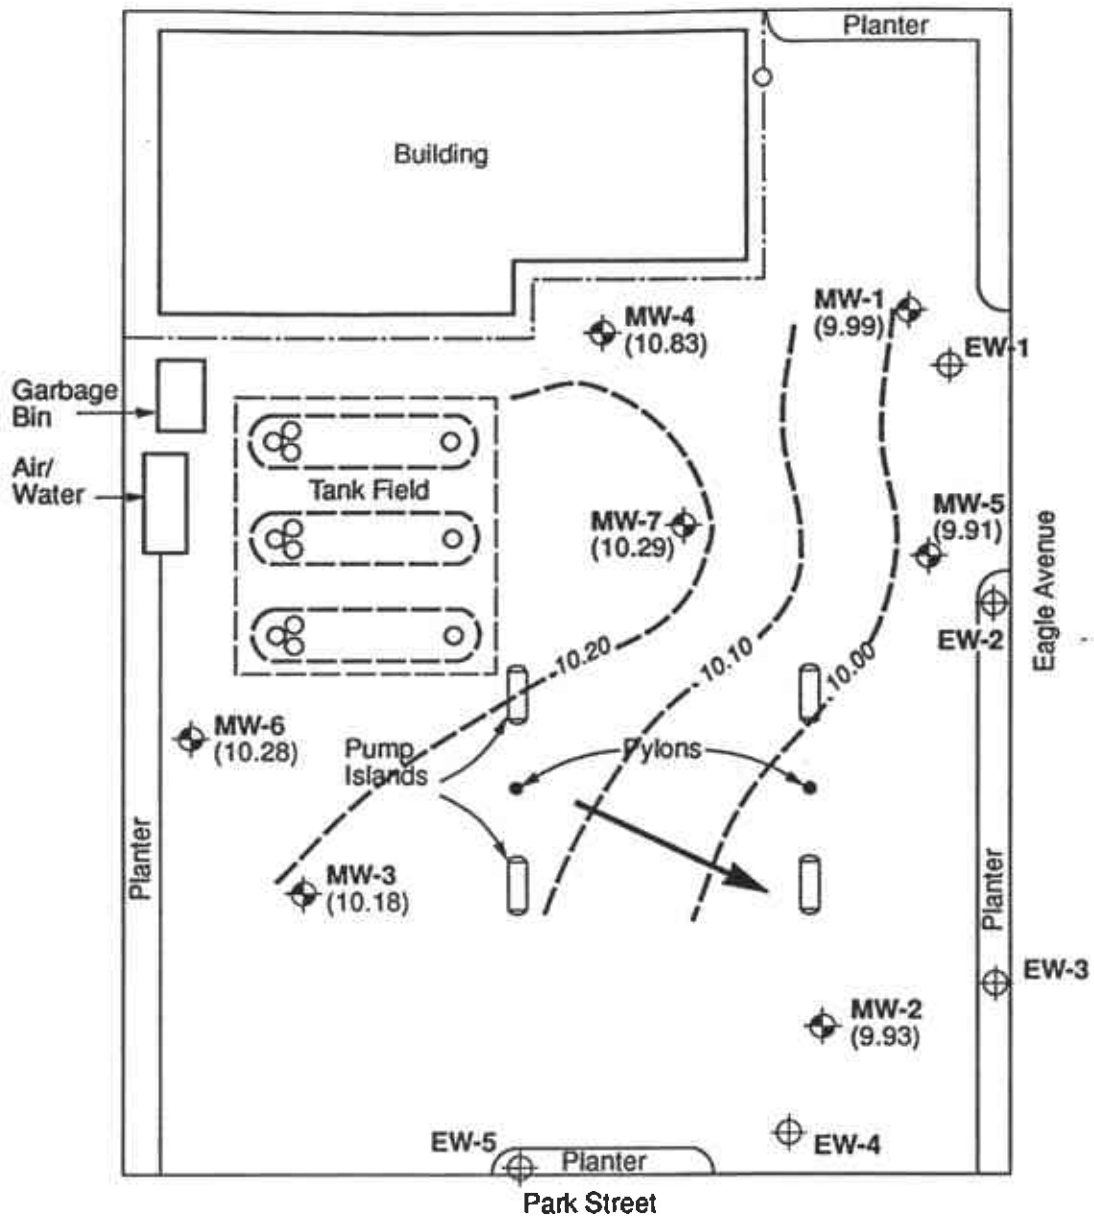 Planter
Building
MW-1
(9.99)
MW-4
(10.83)
EW-1
Garbage
Bin
Air/
Water
Tank Field
MW-7
(10.29)
MW-5
(9.91)
Eagle Avenue
EW-2
10.20
10.10
10.00
MW-6
(10.28)
Pump
Islands
Pylons
Planter
MW-3
(10.18)
Planter
EW-3
MW-2
(9.93)
EW-5
EW-4
Planter
Park Street